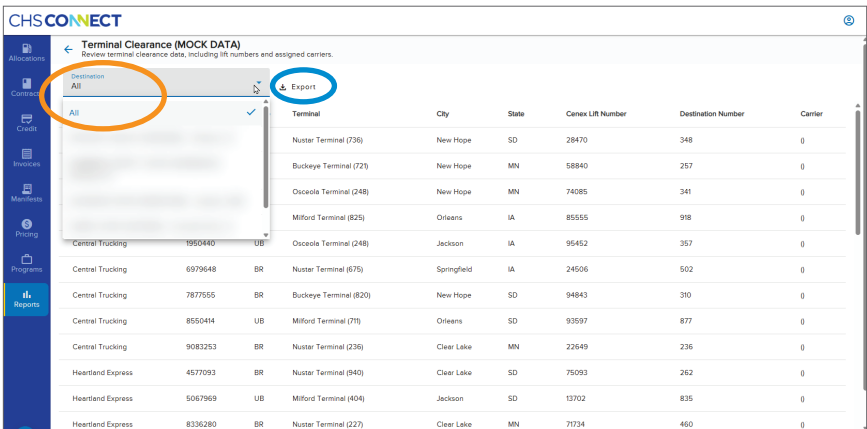 CHS CONNECT
Allocations
Contracts
Credit
Invoices
Manifests
Pricing
Programs
Reports
Terminal Clearance (MOCK DATA)
Review terminal clearance data, including lift numbers and assigned carriers.
Destination
All
Export
All
Terminal City State Cenex Lift Number Destination Number Carrier
Nustar Terminal (736) New Hope SD 28470 348 ()
Buckeye Terminal (721) New Hope MN 58840 257 ()
Osceola Terminal (248) New Hope MN 74085 341 ()
Milford Terminal (825) Orleans IA 85555 918 ()
Central Trucking 1950440 UB Osceola Terminal (248) Jackson IA 95452 357 ()
Central Trucking 6979648 BR Nustar Terminal (675) Springfield IA 24506 502 ()
Central Trucking 7877555 BR Buckeye Terminal (820) New Hope SD 94843 310 ()
Central Trucking 8550414 UB Milford Terminal (711) Orleans SD 93597 877 ()
Central Trucking 9083253 BR Nustar Terminal (236) Clear Lake MN 22649 236 ()
Heartland Express 4577093 BR Nustar Terminal (940) Clear Lake SD 75093 262 ()
Heartland Express 5067969 UB Milford Terminal (404) Jackson SD 13702 835 ()
Heartland Express 8336280 BR Nustar Terminal (227) Clear Lake MN 71734 460 ()